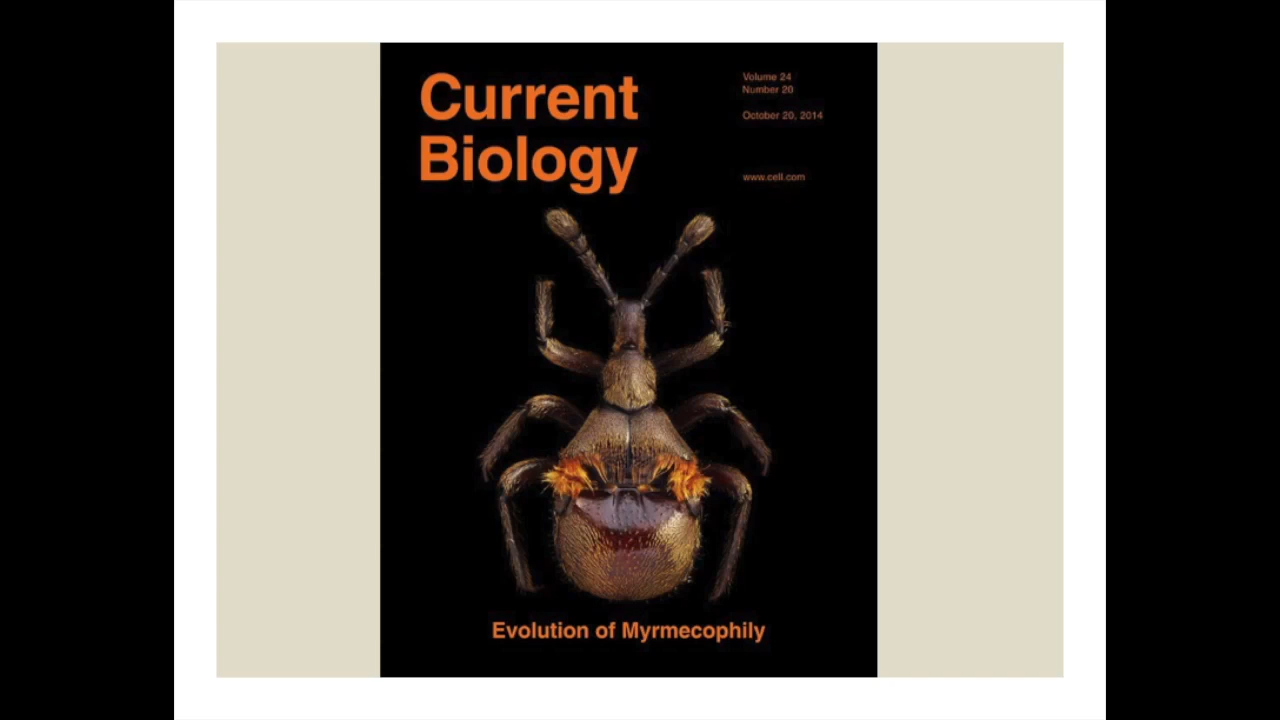 Current
Biology
Volume 24
Number 20
October 20, 2014
www.cell.com
Evolution of Myrmecophily